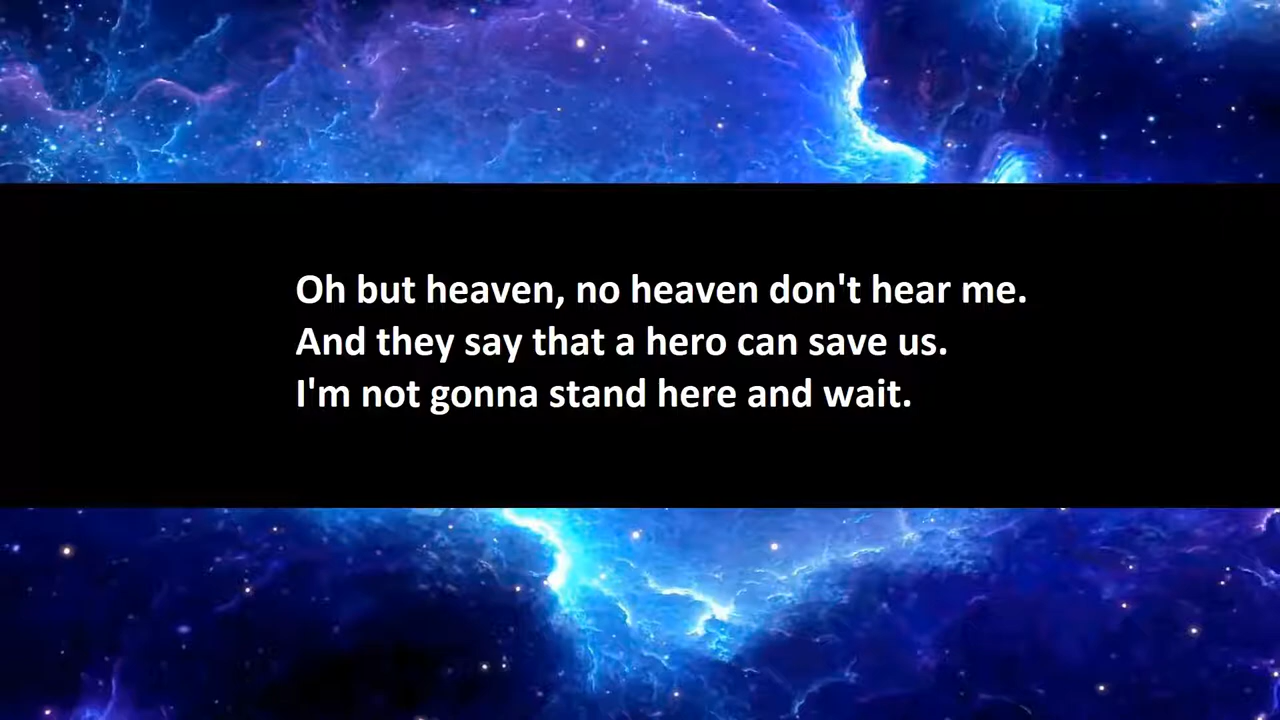 Oh but heaven, no heaven don't hear me.
And they say that a hero can save us.
I'm not gonna stand here and wait.